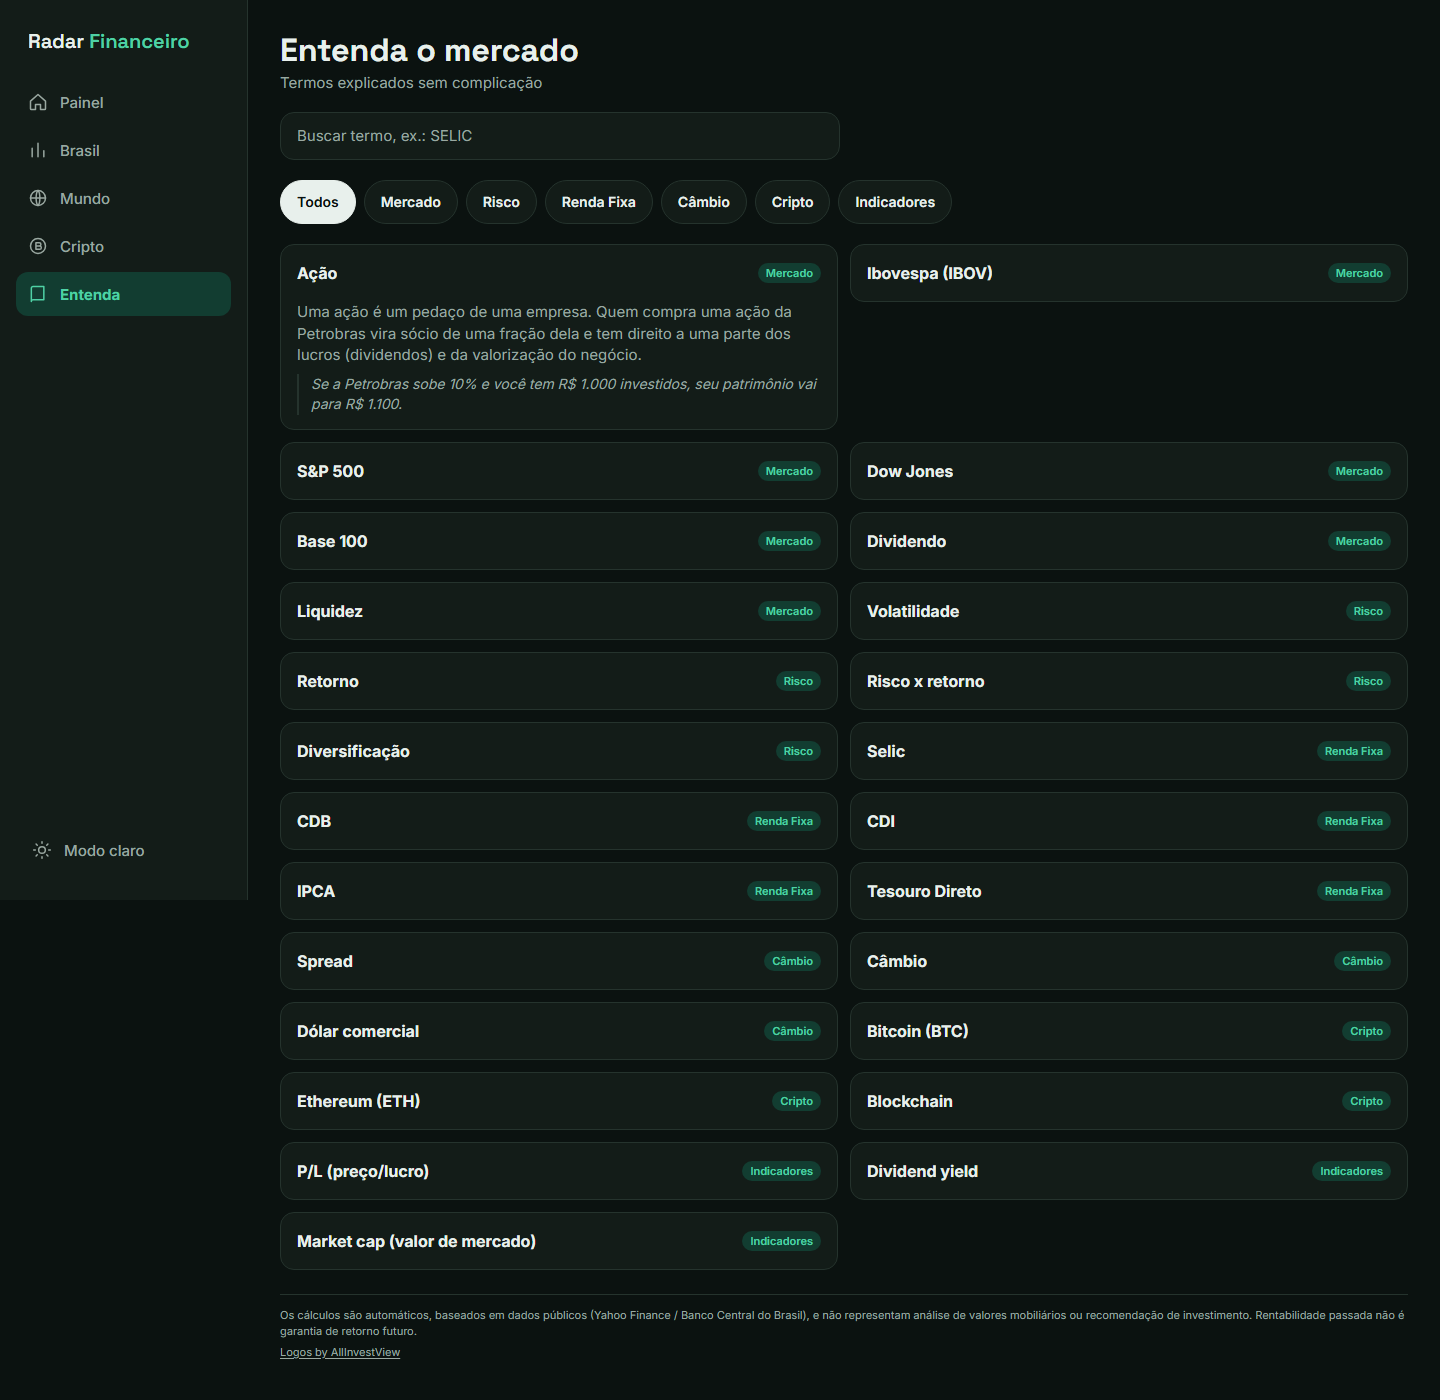 Radar Financeiro
Painel
Brasil
Mundo
Cripto
Entenda
Modo claro
Entenda o mercado
Termos explicados sem complicação
Buscar termo, ex.: SELIC
Todos
Mercado
Risco
Renda Fixa
Câmbio
Cripto
Indicadores
Ação
Mercado
Uma ação é um pedaço de uma empresa. Quem compra uma ação da
Petrobras vira sócio de uma fração dela e tem direito a uma parte dos
lucros (dividendos) e da valorização do negócio.
Se a Petrobras sobe 10% e você tem R$ 1.000 investidos, seu patrimônio vai
para R$ 1.100.
Ibovespa (IBOV)
Mercado
S&P 500
Mercado
Dow Jones
Mercado
Base 100
Mercado
Dividendo
Mercado
Liquidez
Mercado
Volatilidade
Risco
Retorno
Risco
Risco x retorno
Risco
Diversificação
Risco
Selic
Renda Fixa
CDB
Renda Fixa
CDI
Renda Fixa
IPCA
Renda Fixa
Tesouro Direto
Renda Fixa
Spread
Câmbio
Câmbio
Câmbio
Dólar comercial
Câmbio
Bitcoin (BTC)
Cripto
Ethereum (ETH)
Cripto
Blockchain
Cripto
P/L (preço/lucro)
Indicadores
Dividend yield
Indicadores
Market cap (valor de mercado)
Indicadores
Os cálculos são automáticos, baseados em dados públicos (Yahoo Finance / Banco Central do Brasil), e não representam análise de valores mobiliários ou recomendação de investimento. Rentabilidade passada não é
garantia de retorno futuro.
Logos by AllInvestView